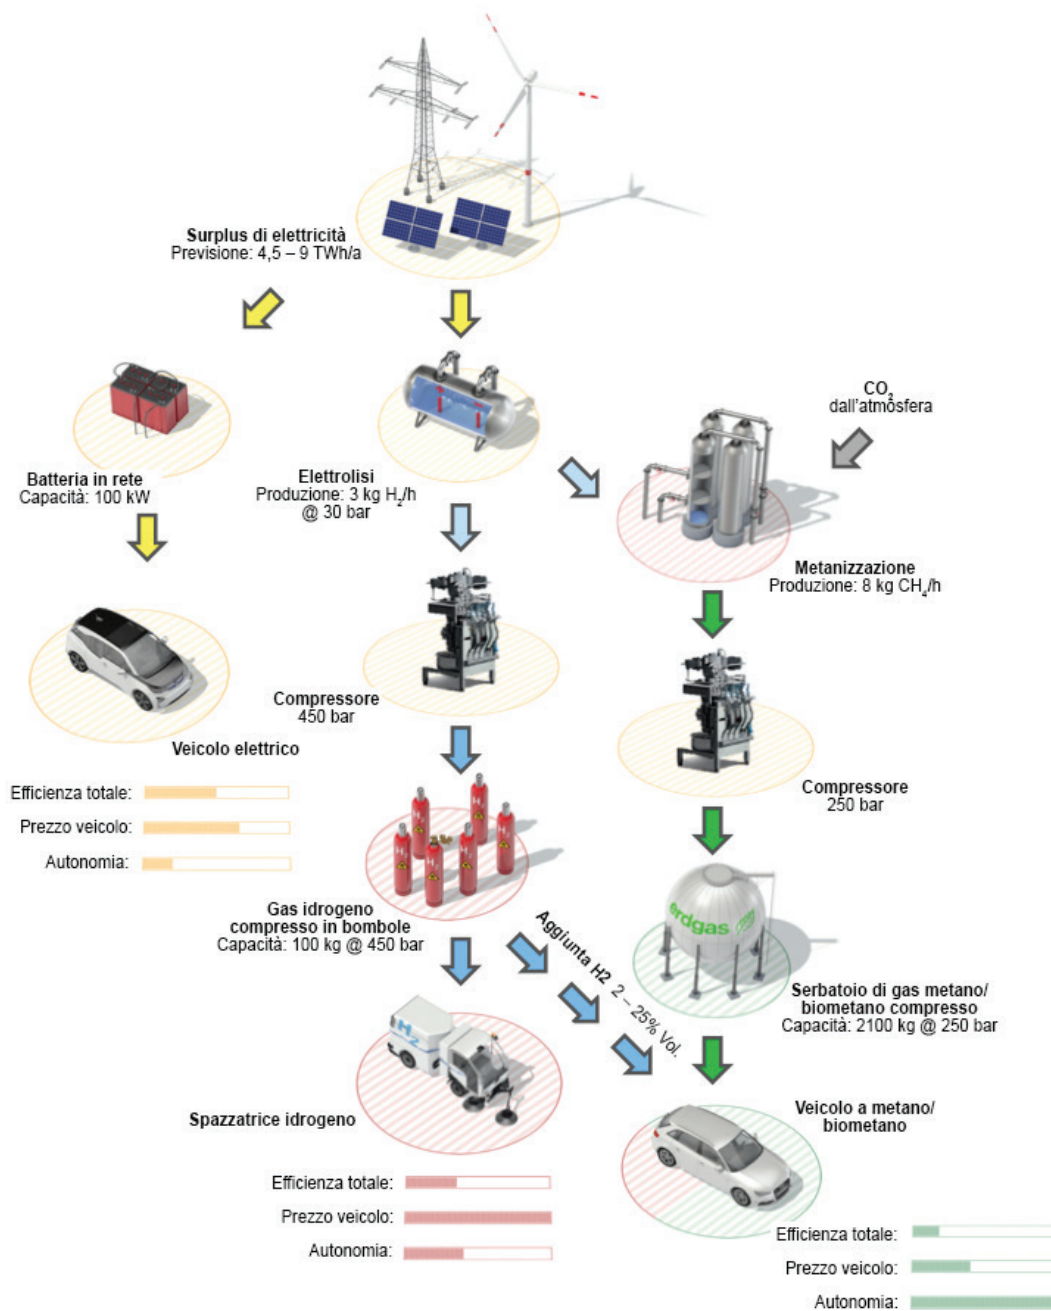 Surplus di elettricità
Previsione: 4,5 – 9 TWh/a
CO2
dall'atmosfera
Batteria in rete
Capacità: 100 kW
Elettrolisi
Produzione: 3 kg H2/h
@ 30 bar
Metanizzazione
Produzione: 8 kg CH4/h
Compressore
450 bar
Veicolo elettrico
Efficienza totale:
Prezzo veicolo:
Autonomia:
Compressore
250 bar
H2
Gas idrogeno
compresso in bombole
Capacità: 100 kg @ 450 bar
Aggiunta H2 2 – 25% Vol.
erdgas
Serbatoio di gas metano/
biometano compresso
Capacità: 2100 kg @ 250 bar
H2
Spazzatrice idrogeno
Efficienza totale:
Prezzo veicolo:
Autonomia:
Veicolo a metano/
biometano
Efficienza totale:
Prezzo veicolo:
Autonomia: